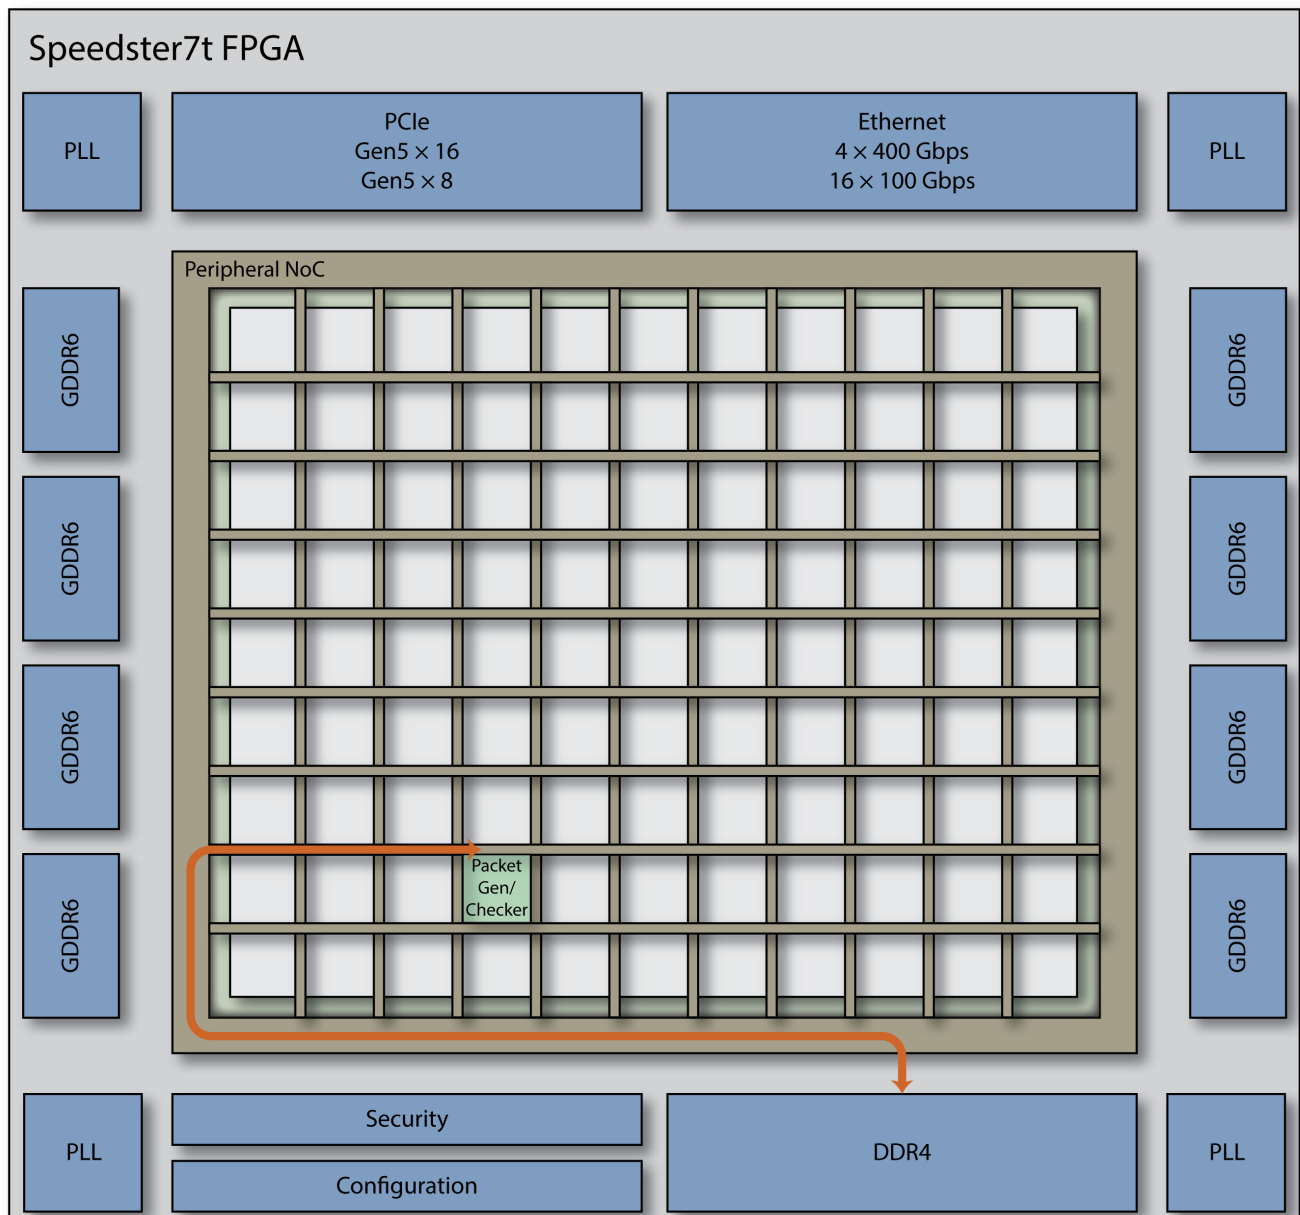 Speedster7t FPGA
PLL
PCIe
Gen5 × 16
Gen5 × 8
Ethernet
4 × 400 Gbps
16 × 100 Gbps
PLL
Peripheral NoC
GDDR6
GDDR6
GDDR6
GDDR6
GDDR6
GDDR6
GDDR6
GDDR6
Packet
Gen/
Checker
PLL
Security
Configuration
DDR4
PLL